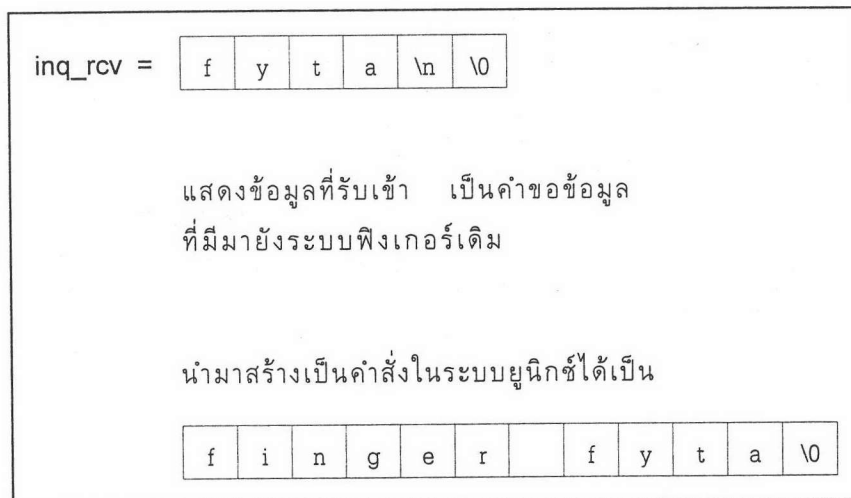 inq_rcv = f y t a \n \0
แสดงข้อมูลที่รับเข้า เป็นคำขอข้อมูล
ที่มีมายังระบบฟิงเกอร์เดิม
นำมาสร้างเป็นคำสั่งในระบบยูนิกซ์ได้เป็น
f i n g e r f y t a \0